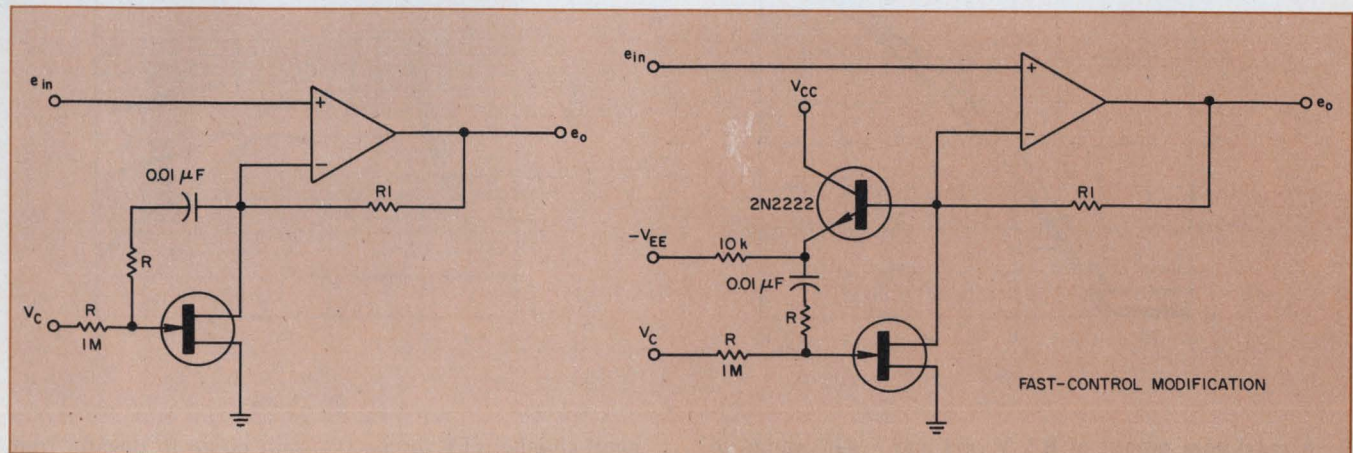 e in
+
−
e o
0.01 µF
R1
R
V C
R
1M
e in
V CC
+
−
e o
2N2222
R1
−V EE
10 k
0.01 µF
R
V C
R
1M
FAST-CONTROL MODIFICATION